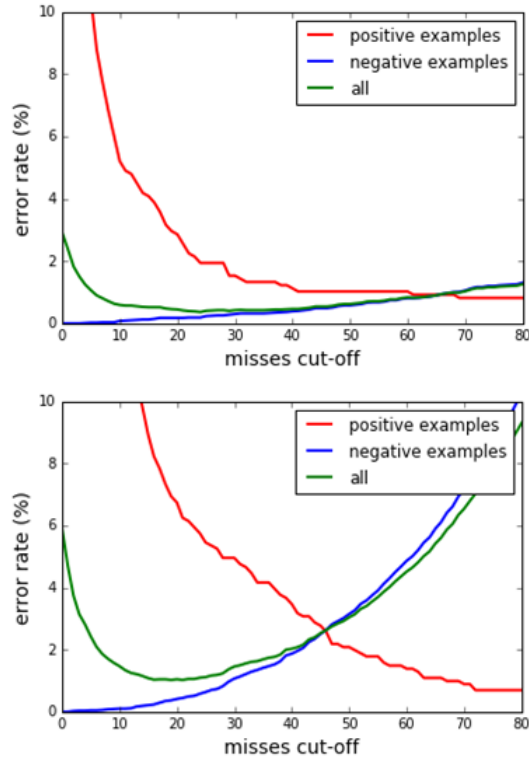 10
8
6
4
2
0
error rate (%)
positive examples
negative examples
all
0 10 20 30 40 50 60 70 80
misses cut-off
10
8
6
4
2
0
error rate (%)
positive examples
negative examples
all
0 10 20 30 40 50 60 70 80
misses cut-off